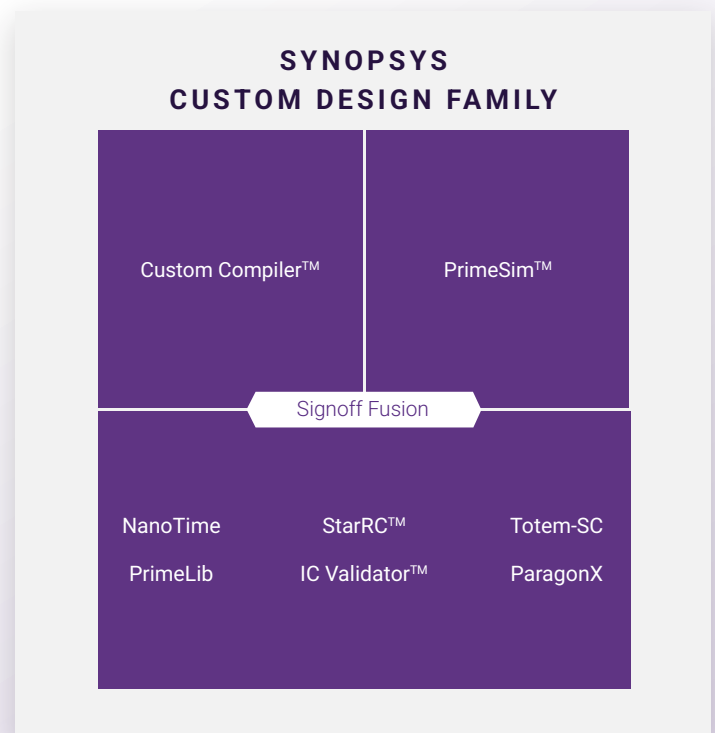 SYNOPSYS
CUSTOM DESIGN FAMILY
Custom Compiler™ PrimeSim™
Signoff Fusion
NanoTime StarRC™ Totem-SC
PrimeLib IC Validator™ ParagonX